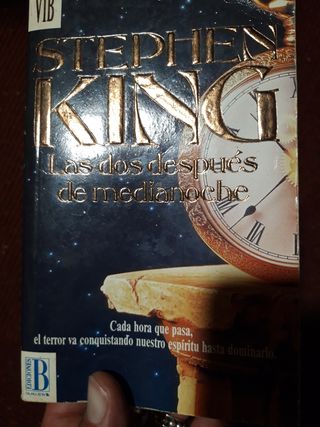 VIB
STEPHEN
KING
Las dos después
de medianoche
Cada hora que pasa,
el terror va conquistando nuestro espíritu hasta dominarlo.
EDICIONES
B